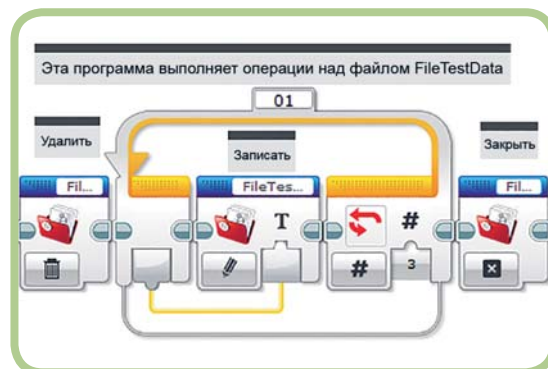 Эта программа выполняет операции над файлом FileTestData
01
Удалить
Записать
Закрыть
Fil...
FileTes...
Fil...
T
#
#
3